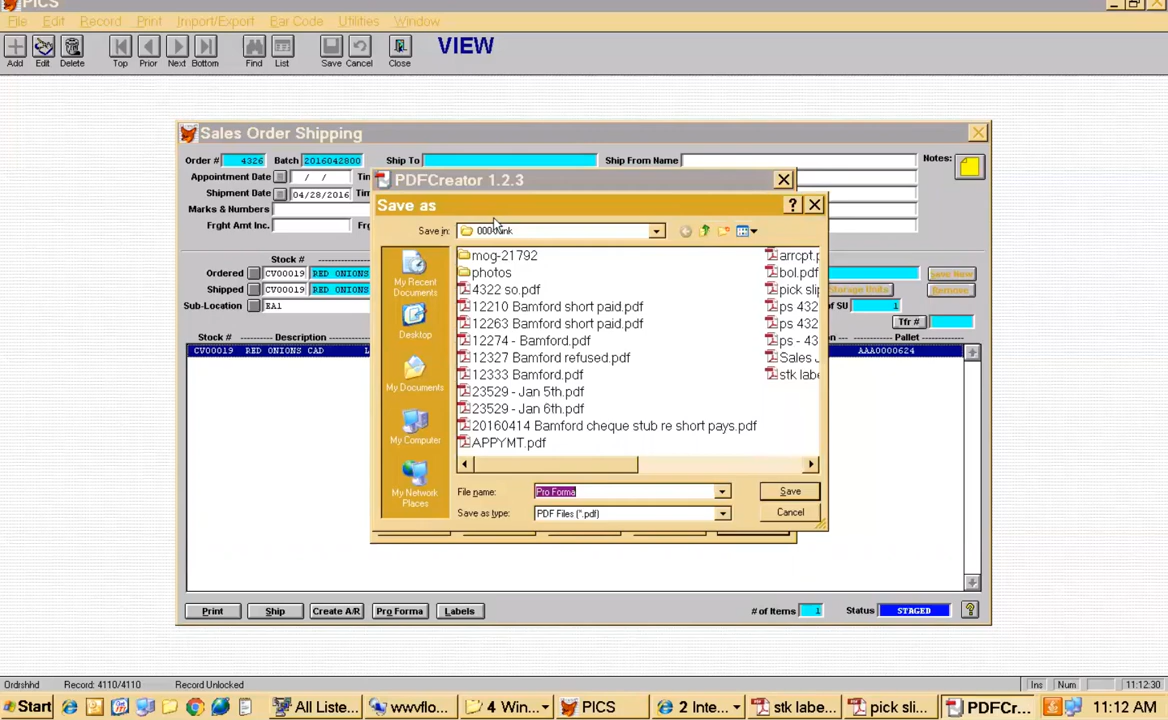 PICS
File Edit Record Print Import/Export Bar Code Utilities Window
Add Edit Delete Top Prior Next Bottom Find List Save Cancel Close
VIEW
Sales Order Shipping
Order # 4326 Batch 2016042800 Ship To Ship From Name Notes:
Appointment Date / /
Shipment Date 04/28/2016
Marks & Numbers
Frght Amt Inc.
Stock #
Ordered CV00019 RED ONIONS
Shipped CV00019 RED ONIONS
Sub-Location EA1
Save New
Storage Units Remove
of SU 1
Tfr #
Stock # Description Pallet
CV00019 RED ONIONS CAD AAA0000624
PDFCreator 1.2.3
Save as
Save in:
My Recent Documents
Desktop
My Documents
My Computer
My Network Places
mog-21792
photos
4322 so.pdf
12210 Bamford short paid.pdf
12263 Bamford short paid.pdf
12274 - Bamford.pdf
12327 Bamford refused.pdf
12333 Bamford.pdf
23529 - Jan 5th.pdf
23529 - Jan 6th.pdf
20160414 Bamford cheque stub re short pays.pdf
APPYMT.pdf
arrcpt.p
bol.pdf
pick slip
ps 432
ps 432
ps - 43
Sales J
stk labe
File name: Pro Forma Save
Save as type: PDF Files (*.pdf) Cancel
Print Ship Create A/R Pro Forma Labels # of Items 1 Status STAGED
Ordrshhd Record: 4110/4110 Record Unlocked Ins Num
Start All Liste... wwvflo... 4 Win... PICS 2 Inte... stk labe... pick sli... PDFCr... 11:12:30 11:12 AM